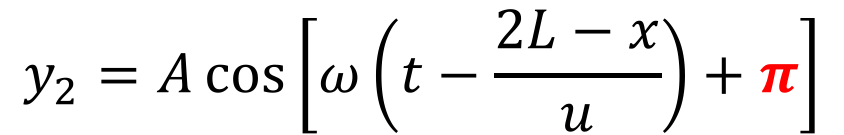 y₂ = A cos[ω(t − (2L − x)/u) + π]